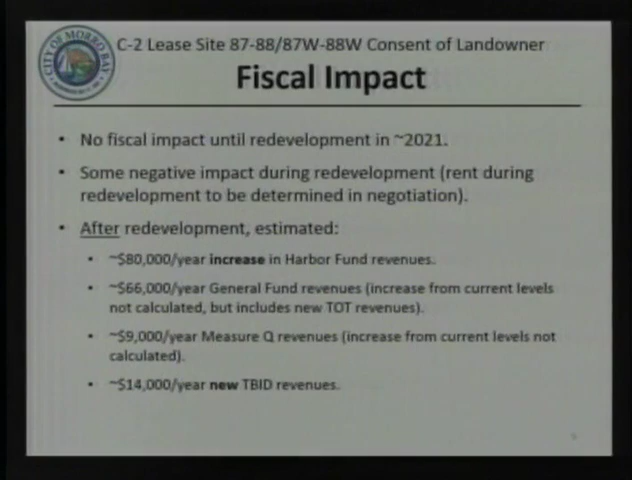 CITY OF MORRO BAY
C-2 Lease Site 87-88/87W-88W Consent of Landowner
Fiscal Impact
• No fiscal impact until redevelopment in ~2021.
• Some negative impact during redevelopment (rent during
redevelopment to be determined in negotiation).
• After redevelopment, estimated:
• ~$80,000/year increase in Harbor Fund revenues.
• ~$66,000/year General Fund revenues (increase from current levels
not calculated, but includes new TOT revenues).
• ~$9,000/year Measure Q revenues (increase from current levels not
calculated).
• ~$14,000/year new TBID revenues.